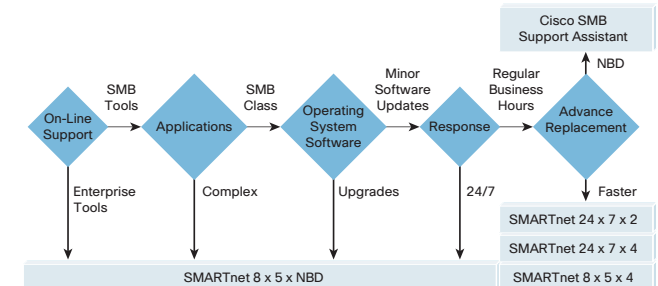 Cisco SMB
Support Assistant
NBD
SMB
Tools
SMB
Class
Minor
Software
Updates
Regular
Business
Hours
On-Line
Support
Applications
Operating
System
Software
Response
Advance
Replacement
Enterprise
Tools
Complex
Upgrades
24/7
Faster
SMARTnet 24 x 7 x 2
SMARTnet 24 x 7 x 4
SMARTnet 8 x 5 x NBD
SMARTnet 8 x 5 x 4